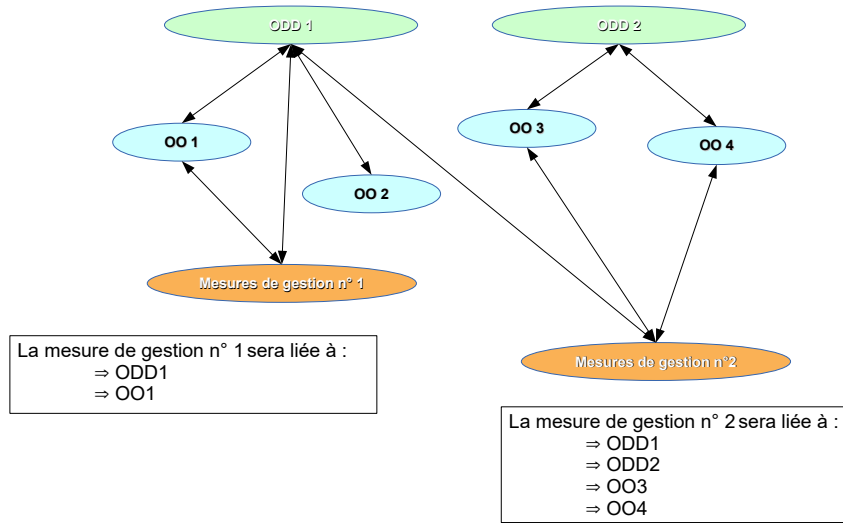 ODD 1
ODD 2
OO 1
OO 2
OO 3
OO 4
Mesures de gestion n° 1
Mesures de gestion n°2
La mesure de gestion n° 1 sera liée à :
⇒ ODD1
⇒ OO1
La mesure de gestion n° 2 sera liée à :
⇒ ODD1
⇒ ODD2
⇒ OO3
⇒ OO4